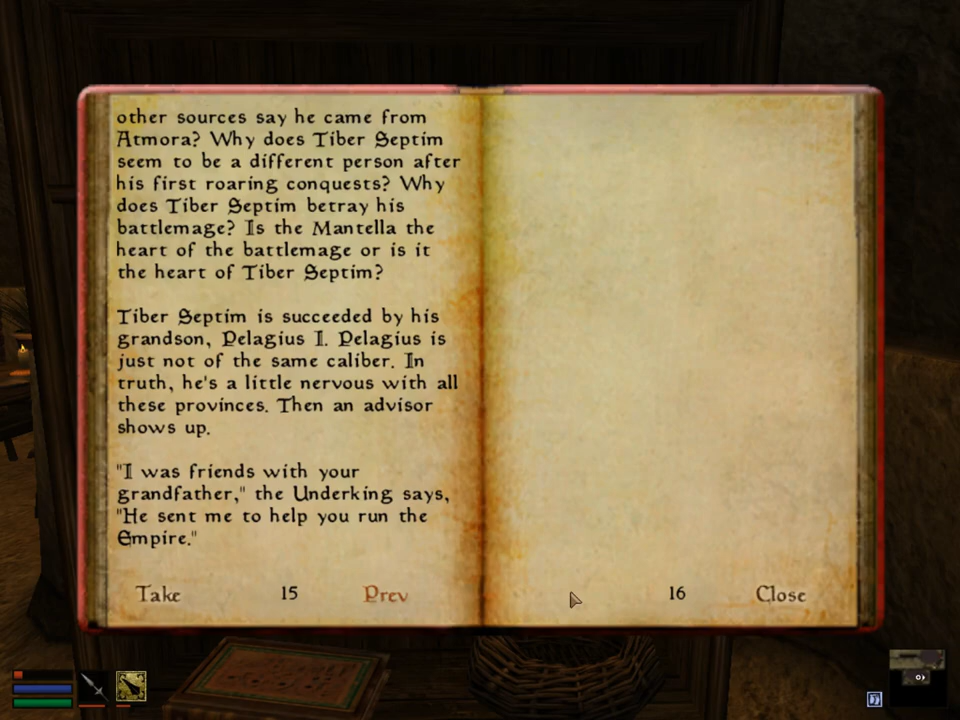 other sources say he came from
Atmora? Why does Tiber Septim
seem to be a different person after
his first roaring conquests? Why
does Tiber Septim betray his
battlemage? Is the Mantella the
heart of the battlemage or is it
the heart of Tiber Septim?
Tiber Septim is succeeded by his
grandson, Pelagius I. Pelagius is
just not of the same caliber. In
truth, he's a little nervous with all
these provinces. Then an advisor
shows up.
"I was friends with your
grandfather," the Underking says,
"He sent me to help you run the
Empire."
Take 15 Prev 16 Close